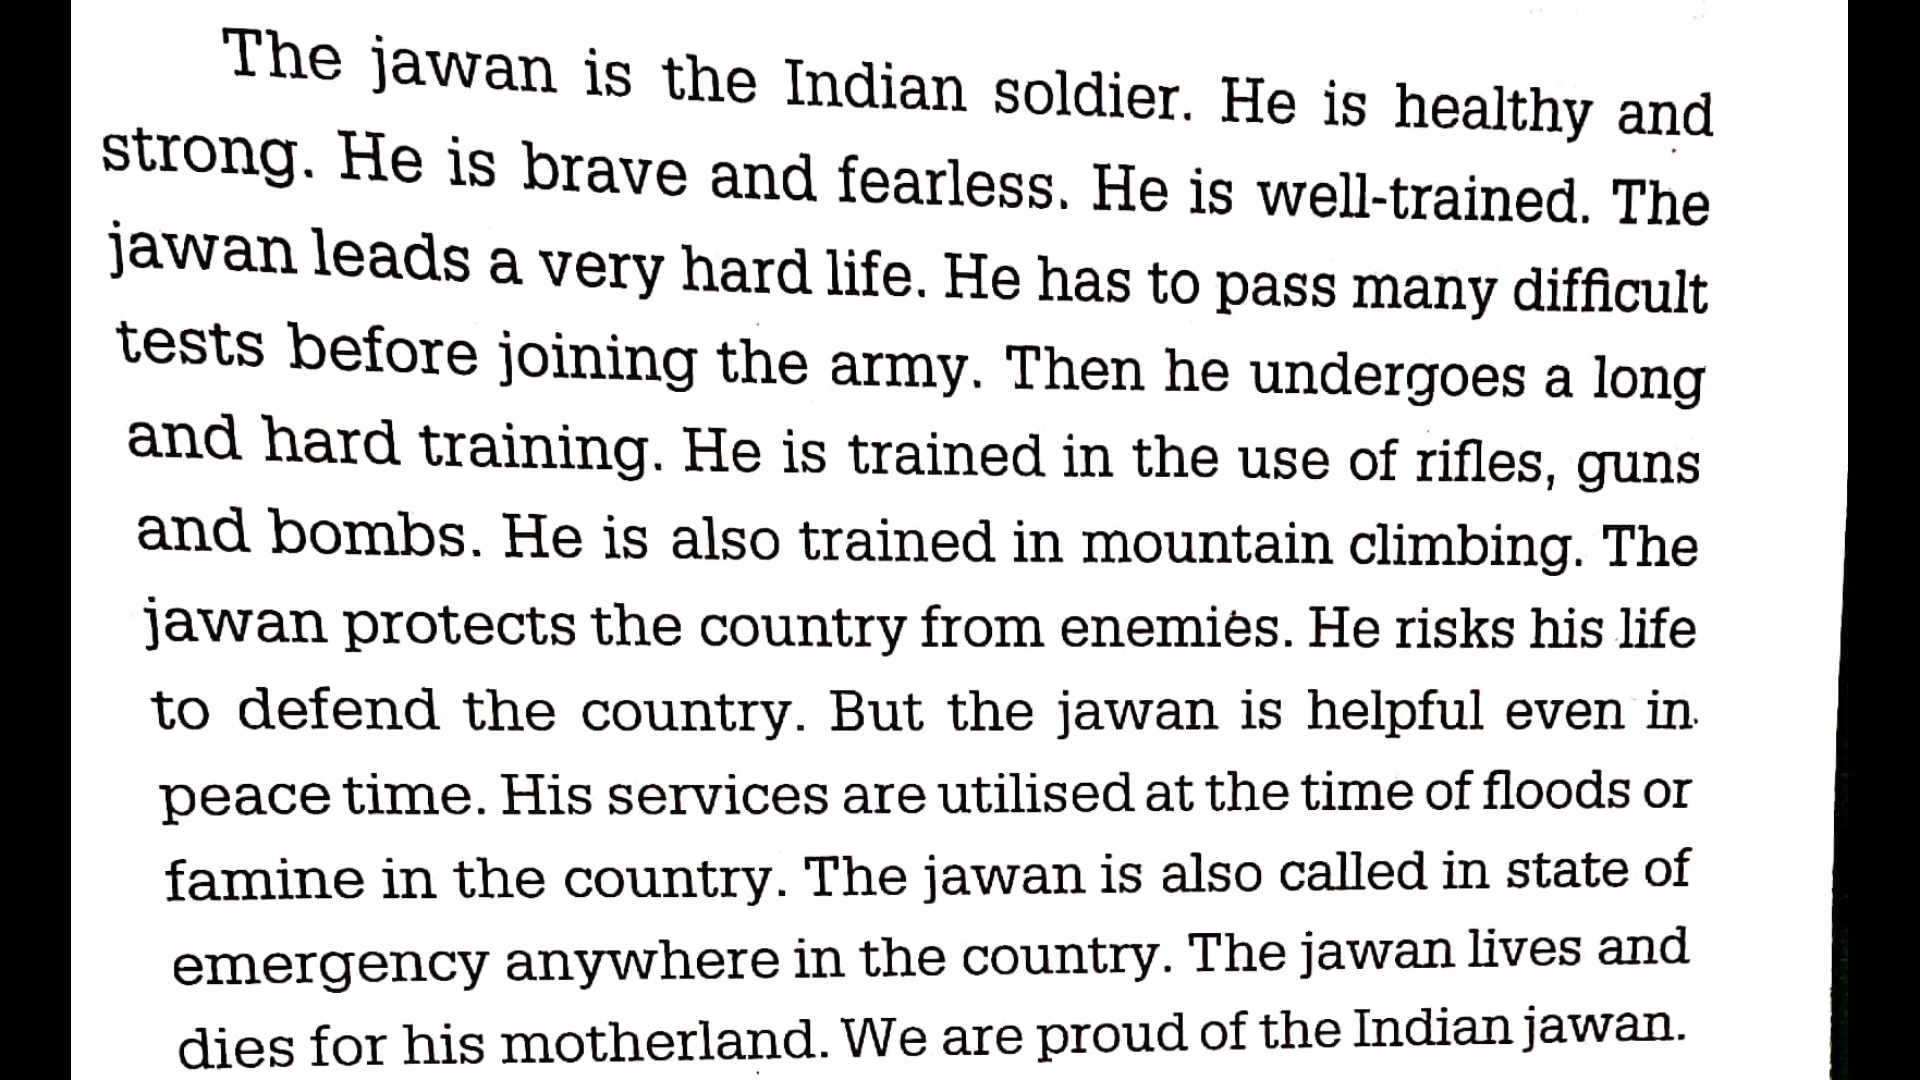 The jawan is the Indian soldier. He is healthy and
strong. He is brave and fearless. He is well-trained. The
jawan leads a very hard life. He has to pass many difficult
tests before joining the army. Then he undergoes a long
and hard training. He is trained in the use of rifles, guns
and bombs. He is also trained in mountain climbing. The
jawan protects the country from enemies. He risks his life
to defend the country. But the jawan is helpful even in
peace time. His services are utilised at the time of floods or
famine in the country. The jawan is also called in state of
emergency anywhere in the country. The jawan lives and
dies for his motherland. We are proud of the Indian jawan.